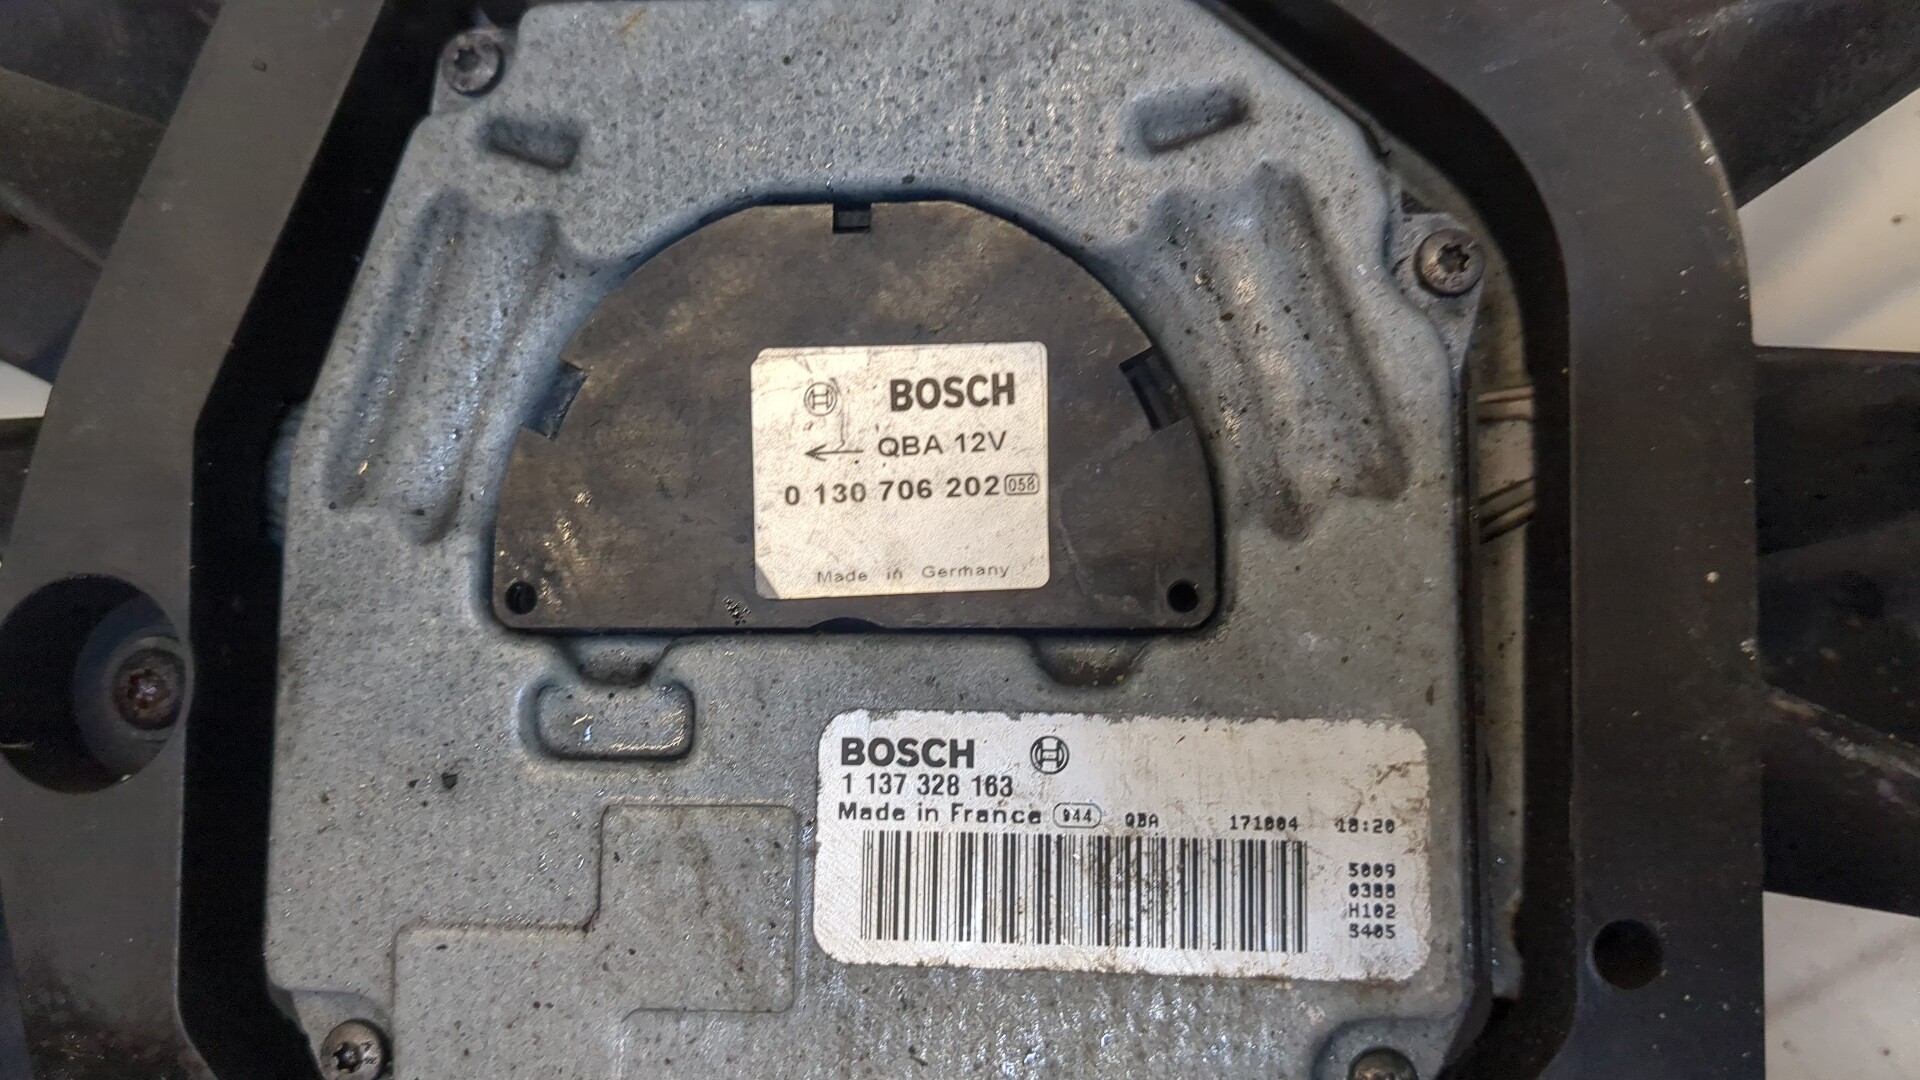 BOSCH
QBA 12V
0 130 706 202 058
Made in Germany
BOSCH
1 137 328 163
Made in France 944 QBA 171004 18:20
5009
0388
H102
3405